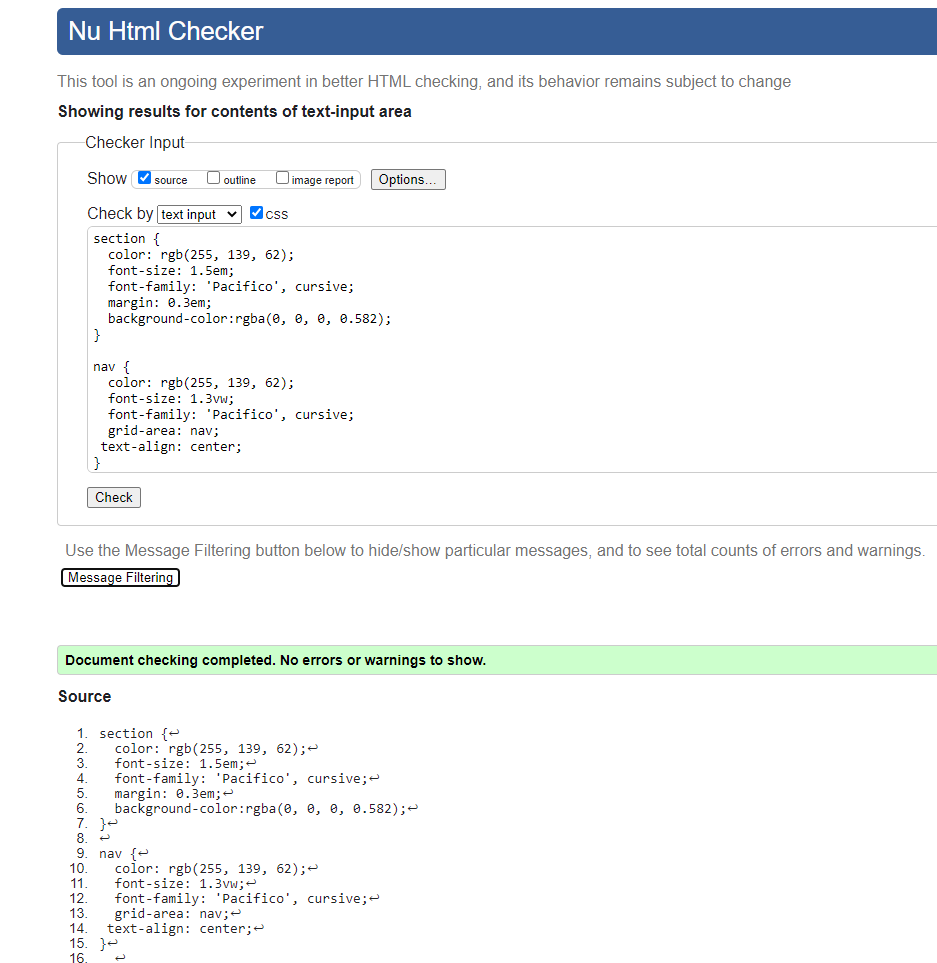 Nu Html Checker
This tool is an ongoing experiment in better HTML checking, and its behavior remains subject to change
Showing results for contents of text-input area
Checker Input
Show source outline image report Options...
Check by text input css
section {
  color: rgb(255, 139, 62);
  font-size: 1.5em;
  font-family: 'Pacifico', cursive;
  margin: 0.3em;
  background-color:rgba(0, 0, 0, 0.582);
}

nav {
  color: rgb(255, 139, 62);
  font-size: 1.3vw;
  font-family: 'Pacifico', cursive;
  grid-area: nav;
 text-align: center;
}
Check
Use the Message Filtering button below to hide/show particular messages, and to see total counts of errors and warnings.
Message Filtering
Document checking completed. No errors or warnings to show.
Source
1. section {↩
2.   color: rgb(255, 139, 62);↩
3.   font-size: 1.5em;↩
4.   font-family: 'Pacifico', cursive;↩
5.   margin: 0.3em;↩
6.   background-color:rgba(0, 0, 0, 0.582);↩
7. }↩
8. ↩
9. nav {↩
10.   color: rgb(255, 139, 62);↩
11.   font-size: 1.3vw;↩
12.   font-family: 'Pacifico', cursive;↩
13.   grid-area: nav;↩
14.  text-align: center;↩
15. }↩
16.   ↩